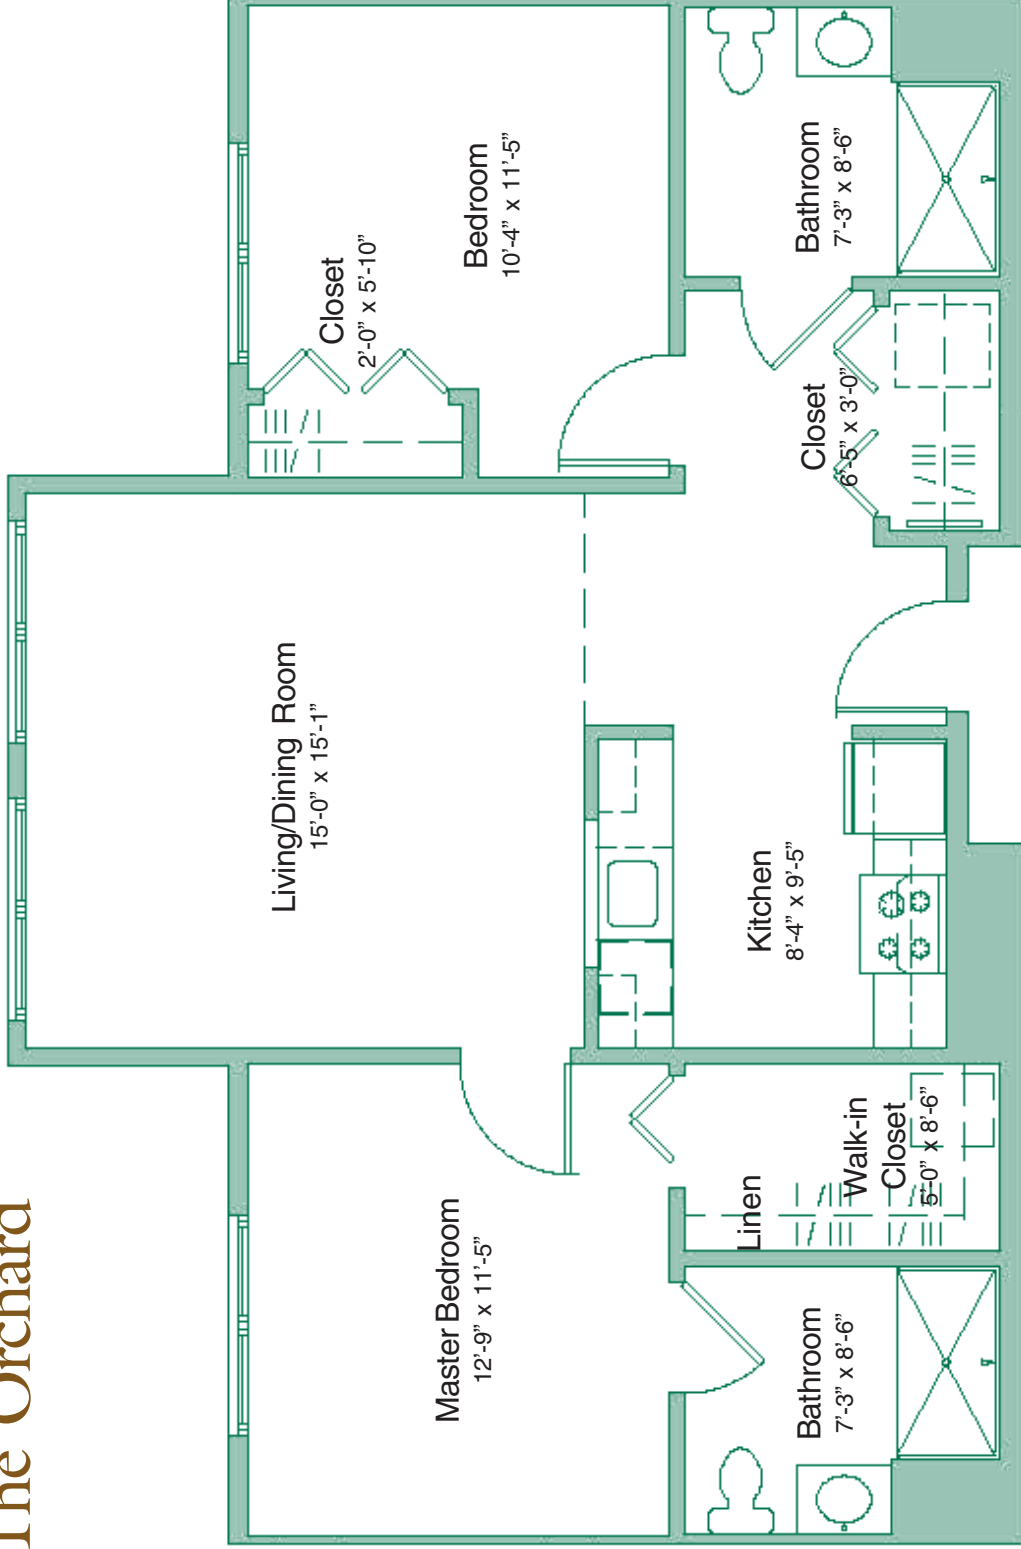 The Orchard
Master Bedroom
12’-9” x 11’-5”
Living/Dining Room
15’-0” x 15’-1”
Closet
2’-0” x 5’-10”
Bedroom
10’-4” x 11’-5”
Bathroom
7’-3” x 8’-6”
Linen
Walk-in
Closet
5’-0” x 8’-6”
Kitchen
8’-4” x 9’-5”
Closet
6’-5” x 3’-0”
Bathroom
7’-3” x 8’-6”